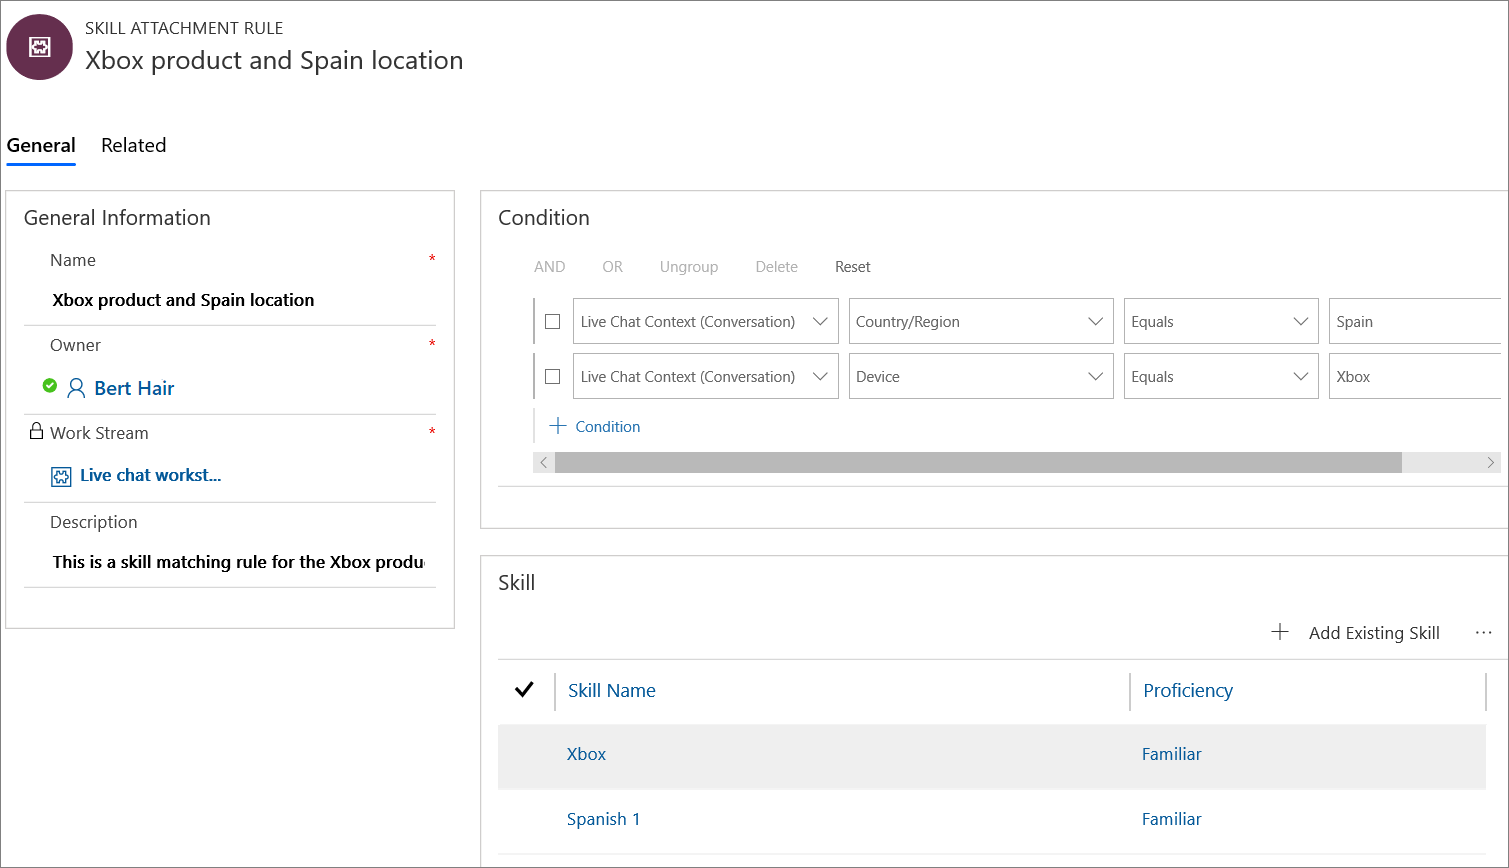 SKILL ATTACHMENT RULE
Xbox product and Spain location
General Related
General Information
Name *
Xbox product and Spain location
Owner *
Bert Hair
Work Stream *
Live chat workst...
Description
This is a skill matching rule for the Xbox produ
Condition
AND OR Ungroup Delete Reset
Live Chat Context (Conversation) Country/Region Equals Spain
Live Chat Context (Conversation) Device Equals Xbox
+ Condition
Skill
+ Add Existing Skill ...
Skill Name Proficiency
Xbox Familiar
Spanish 1 Familiar